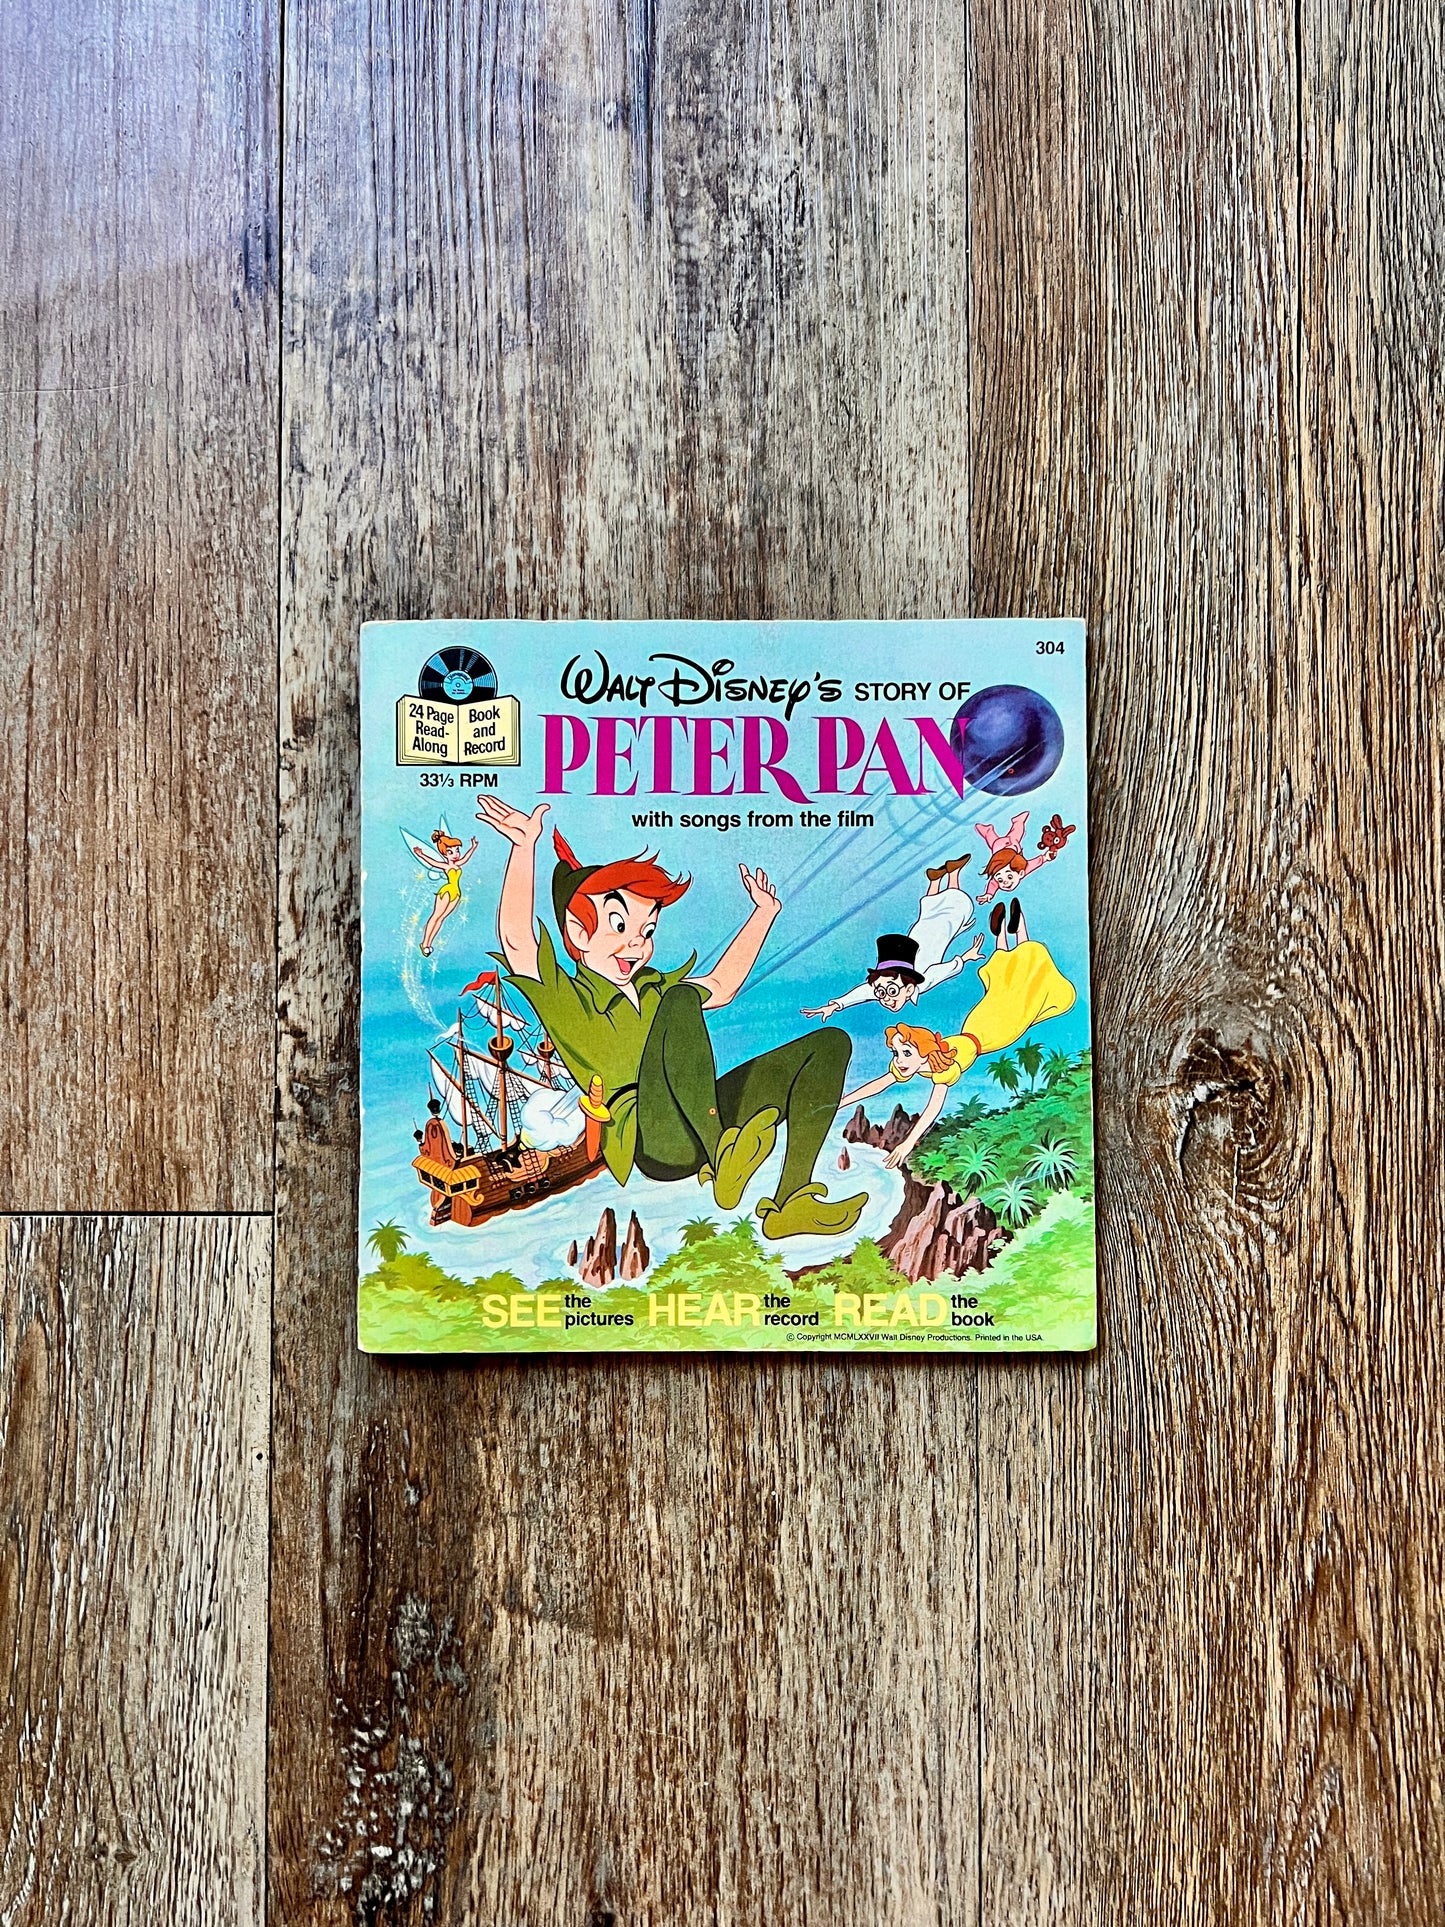 304
WALT DISNEY'S STORY OF
PETER PAN
with songs from the film
24 Page
Read-
Along
Book
and
Record
33⅓ RPM
SEE the pictures HEAR the record READ the book
© Copyright MCMLXXVII Walt Disney Productions. Printed in the USA.